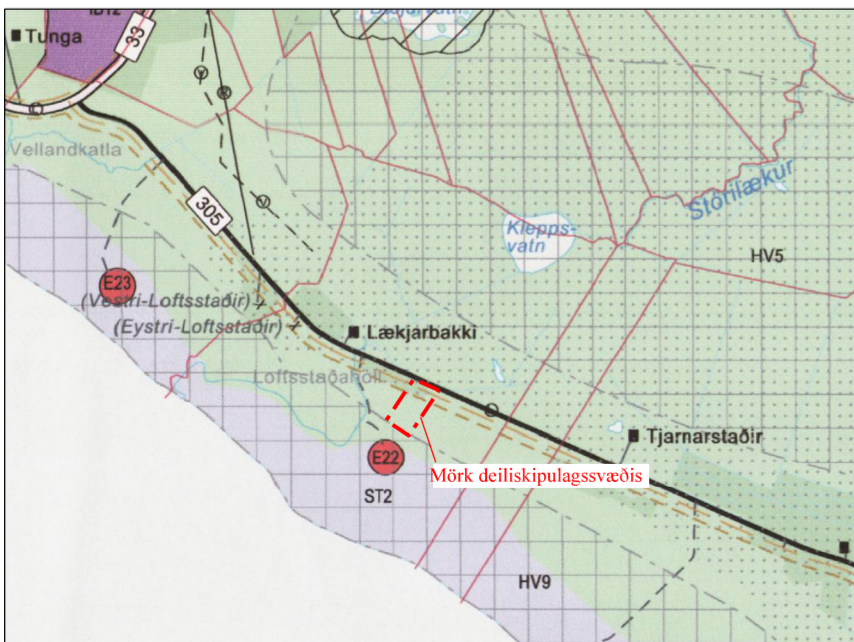 Tunga
33
Vellandkatla
305
E23
(Vestri-Loftsstaðir)
(Eystri-Loftsstaðir)
Lækjarbakki
Loftsstaðahóll
Klepps-
vatn
Stórilækur
HV5
Tjarnarstaðir
E22
Mörk deiliskipulagssvæðis
ST2
HV9